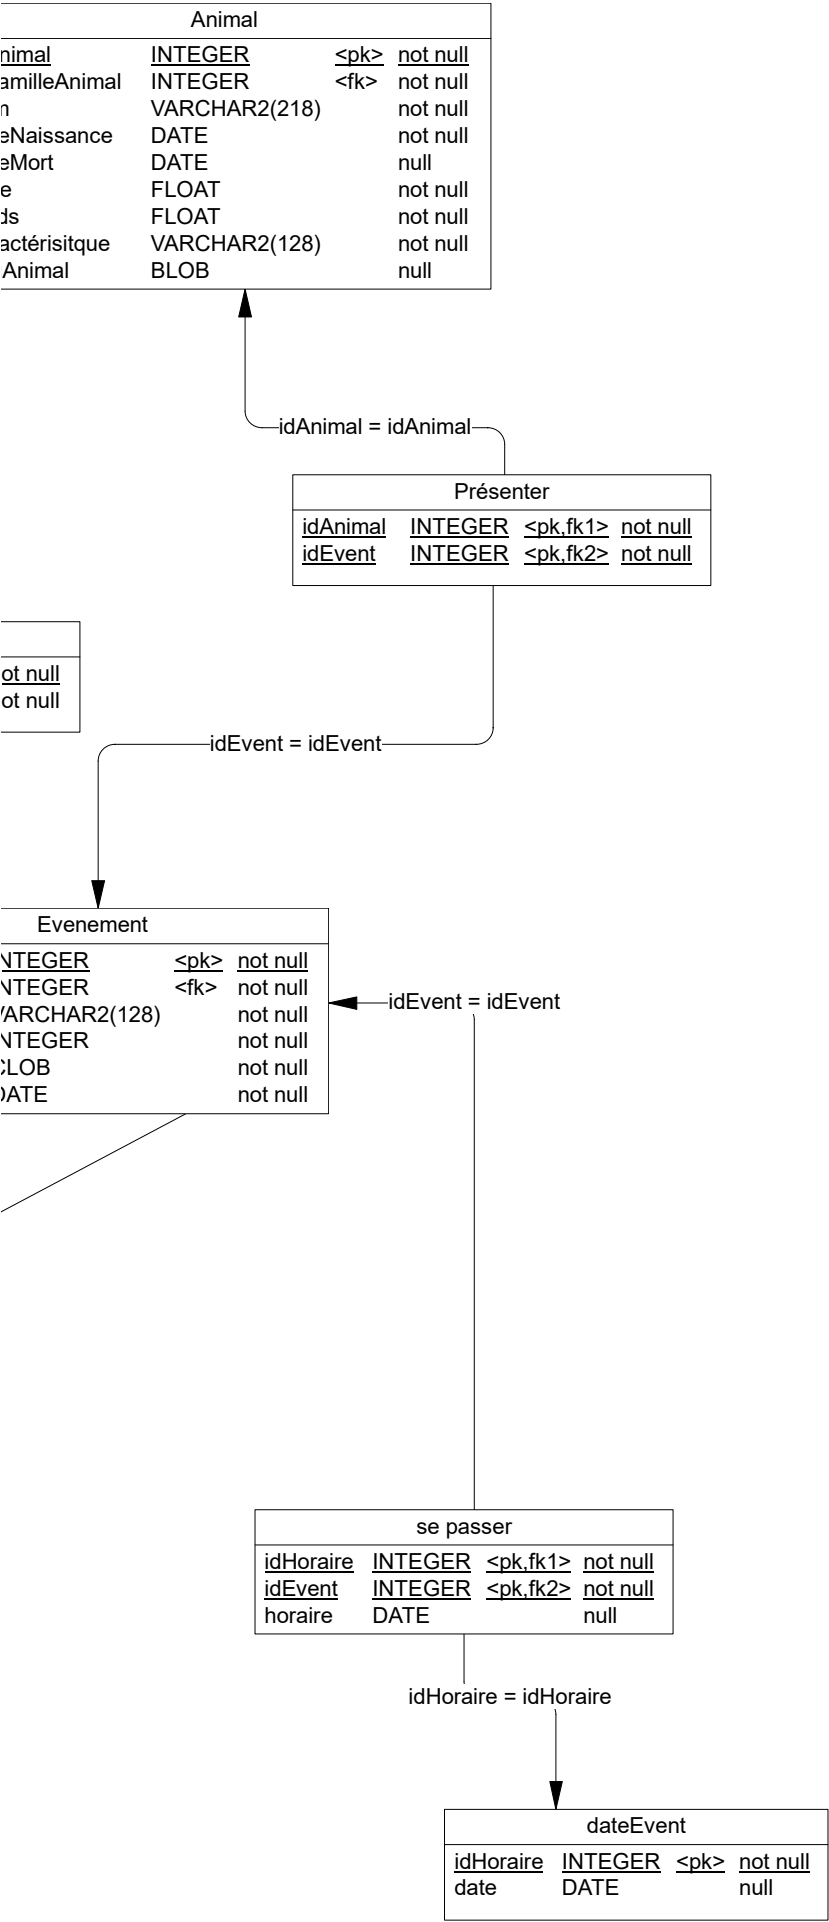 Animal
nimal INTEGER <pk> not null
amilleAnimal INTEGER <fk> not null
VARCHAR2(218) not null
eNaissance DATE not null
eMort DATE null
e FLOAT not null
ds FLOAT not null
actérisitque VARCHAR2(128) not null
Animal BLOB null
idAnimal = idAnimal
Présenter
idAnimal INTEGER <pk,fk1> not null
idEvent INTEGER <pk,fk2> not null
ot null
ot null
idEvent = idEvent
Evenement
NTEGER <pk> not null
NTEGER <fk> not null
VARCHAR2(128) not null
NTEGER not null
CLOB not null
DATE not null
idEvent = idEvent
se passer
idHoraire INTEGER <pk,fk1> not null
idEvent INTEGER <pk,fk2> not null
horaire DATE null
idHoraire = idHoraire
dateEvent
idHoraire INTEGER <pk> not null
date DATE null